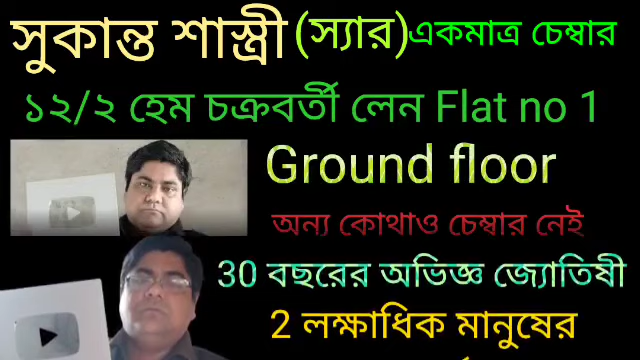 সুকান্ত শাস্ত্রী (স্যার) একমাত্র চেম্বার
১২/২ হেম চক্রবর্তী লেন Flat no 1
Ground floor
অন্য কোথাও চেম্বার নেই
30 বছরের অভিজ্ঞ জ্যোতিষী
2 লক্ষাধিক মানুষের